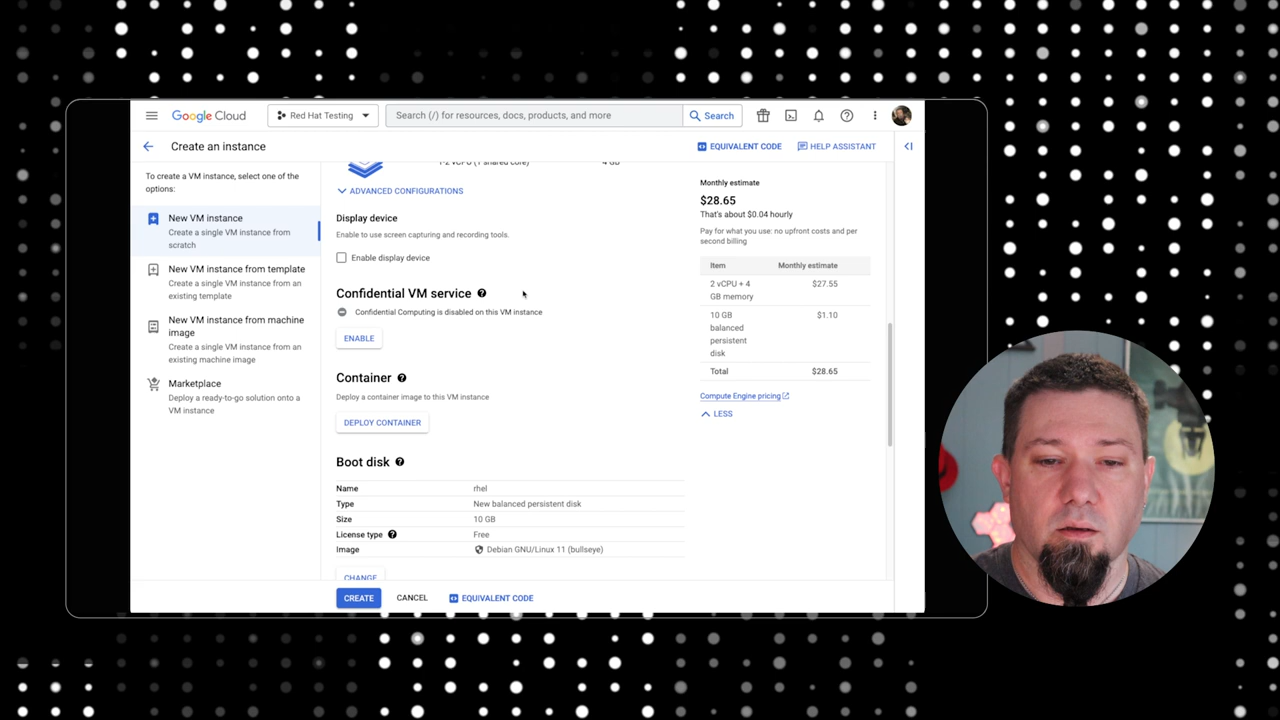 Google Cloud
Red Hat Testing
Search (/) for resources, docs, products, and more
Search
Create an instance
EQUIVALENT CODE
HELP ASSISTANT
To create a VM instance, select one of the
options:
New VM instance
Create a single VM instance from
scratch
New VM instance from template
Create a single VM instance from an
existing template
New VM instance from machine
image
Create a single VM instance from an
existing machine image
Marketplace
Deploy a ready-to-go solution onto a
VM instance
1-2 vCPU (1 shared core)
4 GB
ADVANCED CONFIGURATIONS
Display device
Enable to use screen capturing and recording tools.
Enable display device
Confidential VM service
Confidential Computing is disabled on this VM instance
ENABLE
Container
Deploy a container image to this VM instance
DEPLOY CONTAINER
Boot disk
Name rhel
Type New balanced persistent disk
Size 10 GB
License type Free
Image Debian GNU/Linux 11 (bullseye)
CHANGE
CREATE
CANCEL
EQUIVALENT CODE
Monthly estimate
$28.65
That's about $0.04 hourly
Pay for what you use: no upfront costs and per
second billing
Item Monthly estimate
2 vCPU + 4 $27.55
GB memory
10 GB $1.10
balanced
persistent
disk
Total $28.65
Compute Engine pricing
LESS